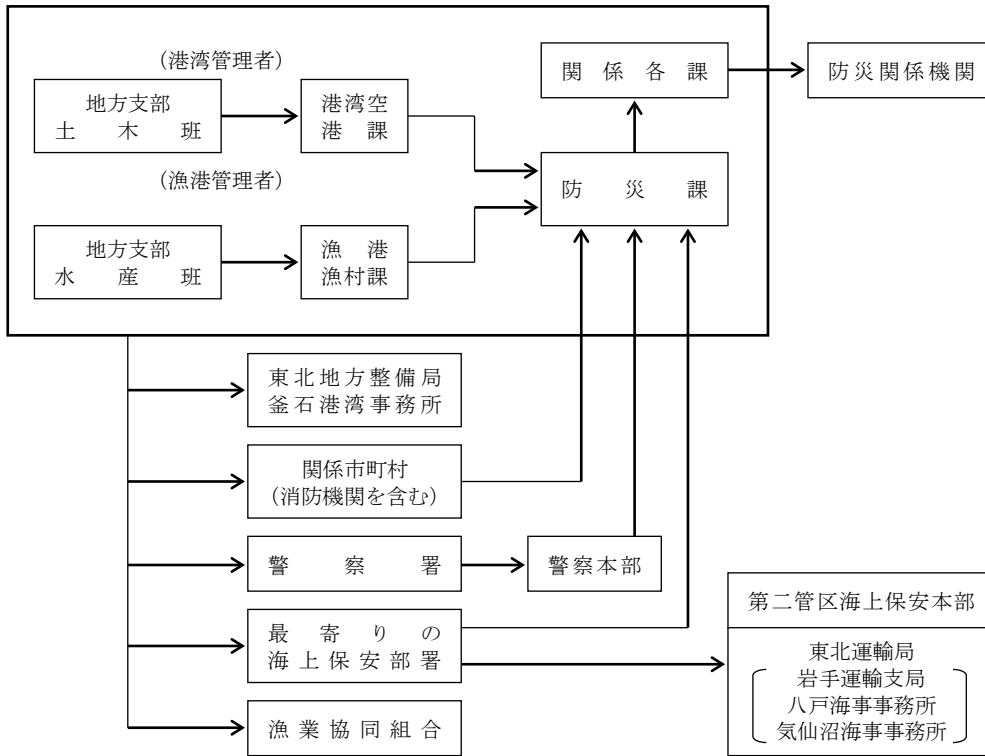 (港湾管理者)
地方支部
土木班
港湾空
港課
関係各課
防災関係機関
防災課
(漁港管理者)
地方支部
水産班
漁港
漁村課
東北地方整備局
釜石港湾事務所
関係市町村
(消防機関を含む)
警察署
警察本部
最寄りの
海上保安部署
漁業協同組合
第二管区海上保安本部
東北運輸局
岩手運輸支局
八戸海事事務所
気仙沼海事事務所